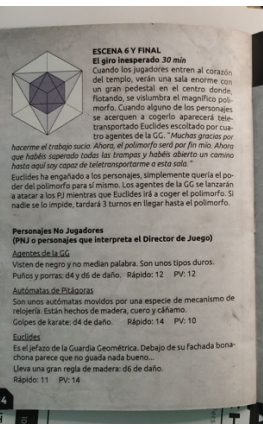 ESCENA 6 Y FINAL
El giro inesperado 30 min
Cuando los jugadores entren al corazón
del templo, verán una sala enorme con
un gran pedestal en el centro donde,
flotando, se vislumbra el magnífico poli-
morfo. Cuando alguno de los personajes
se acerquen a cogerlo aparecerá tele-
transportado Euclides escoltado por cua-
tro agentes de la GG. "Muchas gracias por
hacerme el trabajo sucio. Ahora, el polimorfo será por fin mío. Ahora
que habéis superado todas las trampas y habéis abierto un camino
hasta aquí soy capaz de teletransportarme a esta sala."
Euclides ha engañado a los personajes, simplemente quería el po-
der del polimorfo para sí mismo. Los agentes de la GG se lanzarán
a atacar a los PJ mientras que Euclides irá a coger el polimorfo. Si
nadie se lo impide, tardará 3 turnos en llegar hasta el polimorfo.
Personajes No Jugadores
(PNJ o personajes que interpreta el Director de Juego)
Agentes de la GG
Visten de negro y no median palabra. Son unos tipos duros.
Puños y porras: d4 y d6 de daño. Rápido: 12 PV: 12
Autómatas de Pitágoras
Son unos autómatas movidos por una especie de mecanismo de
relojería. Están hechos de madera, cuero y cáñamo.
Golpes de karate: d4 de daño. Rápido: 14 PV: 10
Euclides
Es el jefazo de la Guardia Geométrica. Debajo de su fachada bona-
chona parece que no guada nada bueno...
Lleva una gran regla de madera: d6 de daño.
Rápido: 11 PV: 14
4